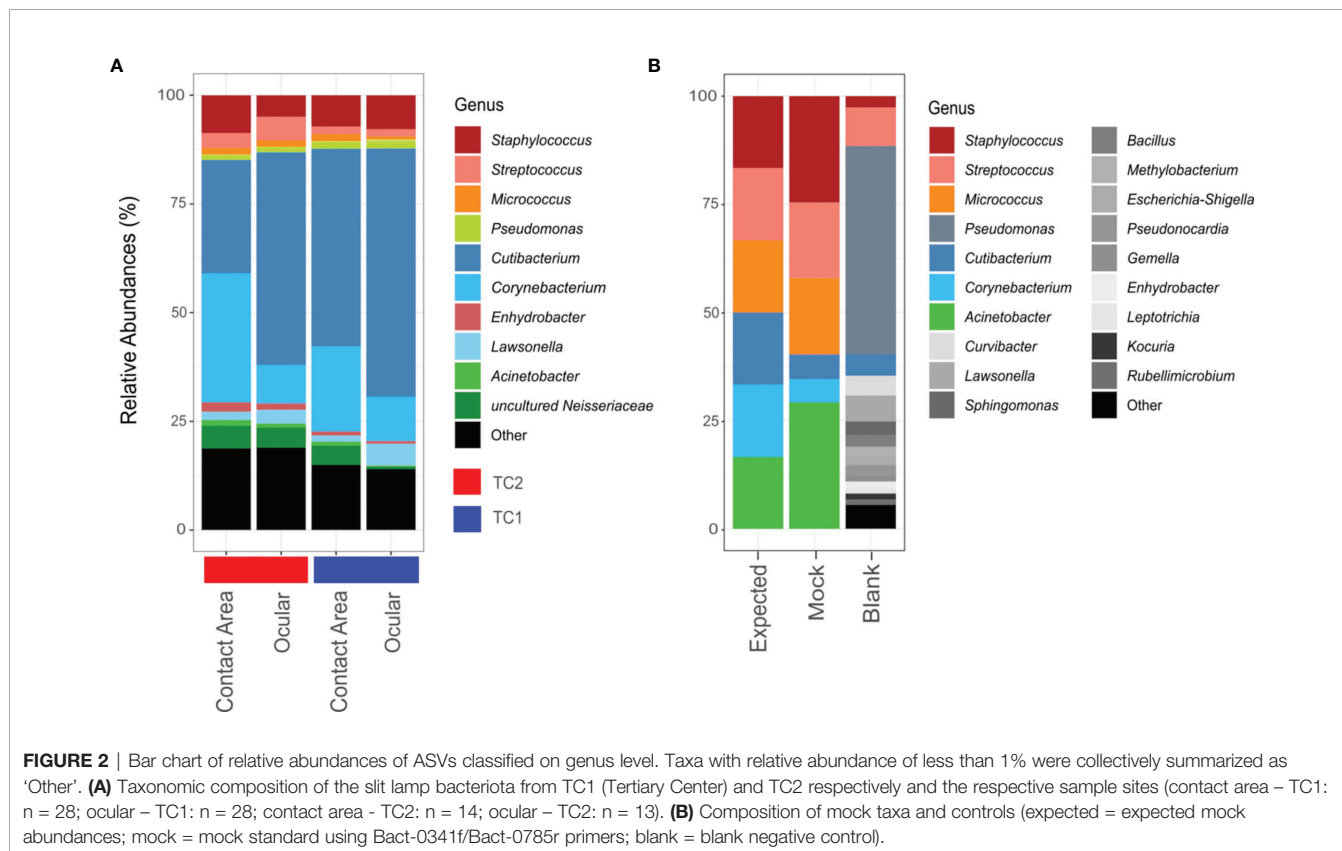 A
B
Relative Abundances (%)
100
75
50
25
0
Contact Area
Ocular
Contact Area
Ocular
Genus
Staphylococcus
Streptococcus
Micrococcus
Pseudomonas
Cutibacterium
Corynebacterium
Enhydrobacter
Lawsonella
Acinetobacter
uncultured Neisseriaceae
Other
TC2
TC1
100
75
50
25
0
Expected
Mock
Blank
Genus
Staphylococcus
Streptococcus
Micrococcus
Pseudomonas
Cutibacterium
Corynebacterium
Acinetobacter
Curvibacter
Lawsonella
Sphingomonas
Bacillus
Methylobacterium
Escherichia-Shigella
Pseudonocardia
Gemella
Enhydrobacter
Leptotrichia
Kocuria
Rubellimicrobium
Other
FIGURE 2 | Bar chart of relative abundances of ASVs classified on genus level. Taxa with relative abundance of less than 1% were collectively summarized as
‘Other’. (A) Taxonomic composition of the slit lamp bacteriota from TC1 (Tertiary Center) and TC2 respectively and the respective sample sites (contact area – TC1:
n = 28; ocular – TC1: n = 28; contact area - TC2: n = 14; ocular – TC2: n = 13). (B) Composition of mock taxa and controls (expected = expected mock
abundances; mock = mock standard using Bact-0341f/Bact-0785r primers; blank = blank negative control).